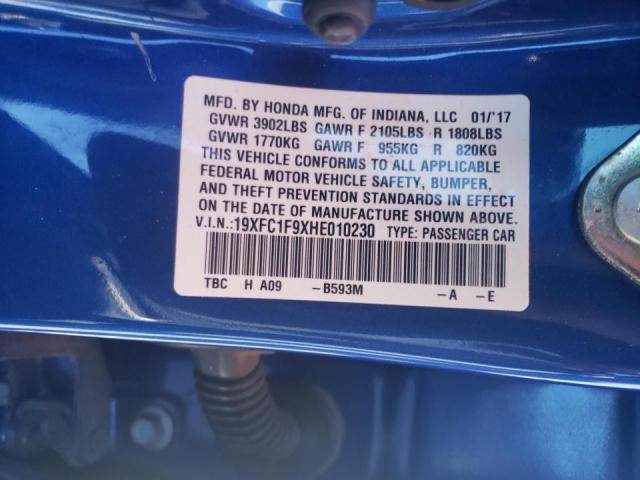 MFD. BY HONDA MFG. OF INDIANA, LLC 01/'17
GVWR 3902LBS GAWR F 2105LBS R 1808LBS
GVWR 1770KG GAWR F 955KG R 820KG
THIS VEHICLE CONFORMS TO ALL APPLICABLE
FEDERAL MOTOR VEHICLE SAFETY, BUMPER,
AND THEFT PREVENTION STANDARDS IN EFFECT
ON THE DATE OF MANUFACTURE SHOWN ABOVE.
V.I.N.:19XFC1F9XHE010230 TYPE: PASSENGER CAR
TBC H A09 -B593M -A -E